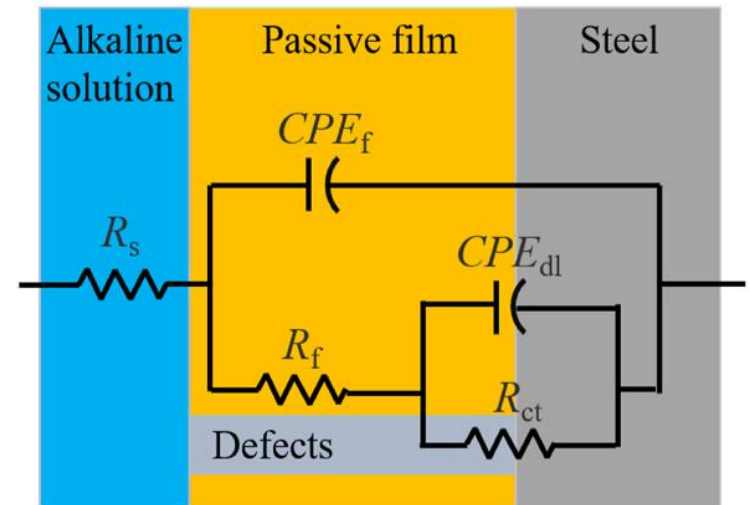 Alkaline
solution
Passive film
Steel
CPEf
Rs
CPEdl
Rf
Rct
Defects